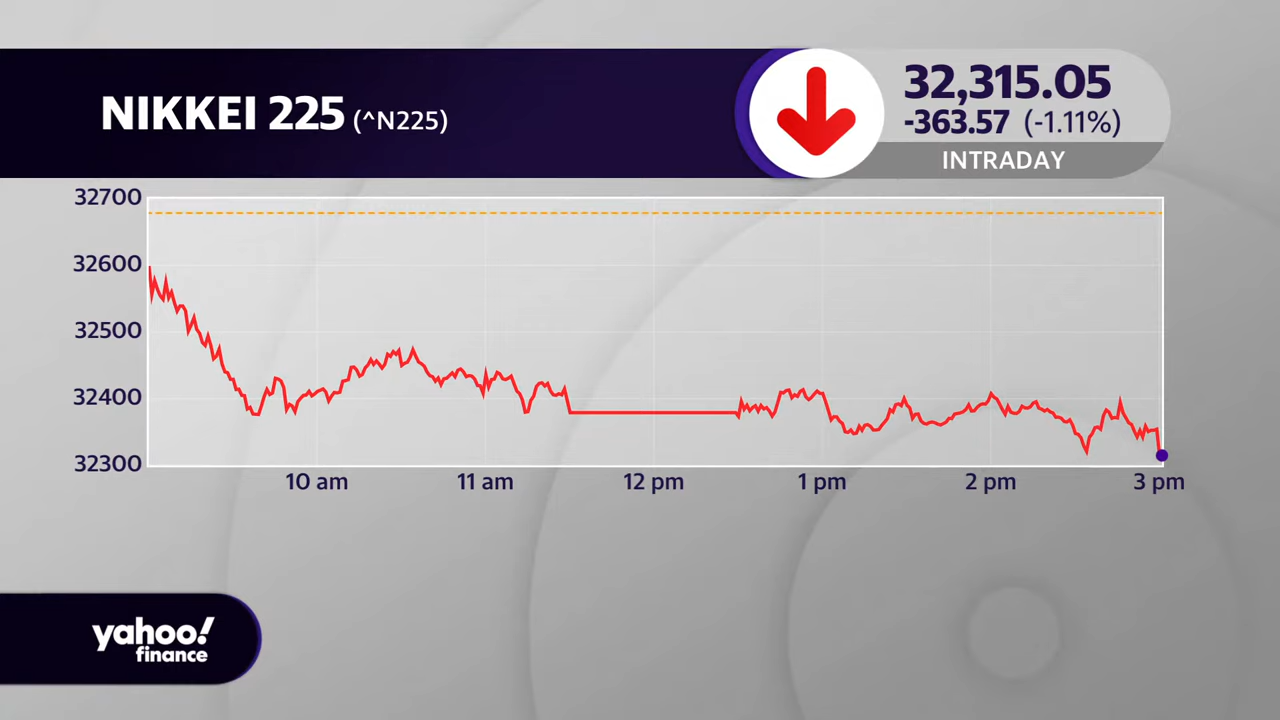 NIKKEI 225 (^N225)
32,315.05
-363.57 (-1.11%)
INTRADAY
32700
32600
32500
32400
32300
10 am 11 am 12 pm 1 pm 2 pm 3 pm
yahoo!
finance